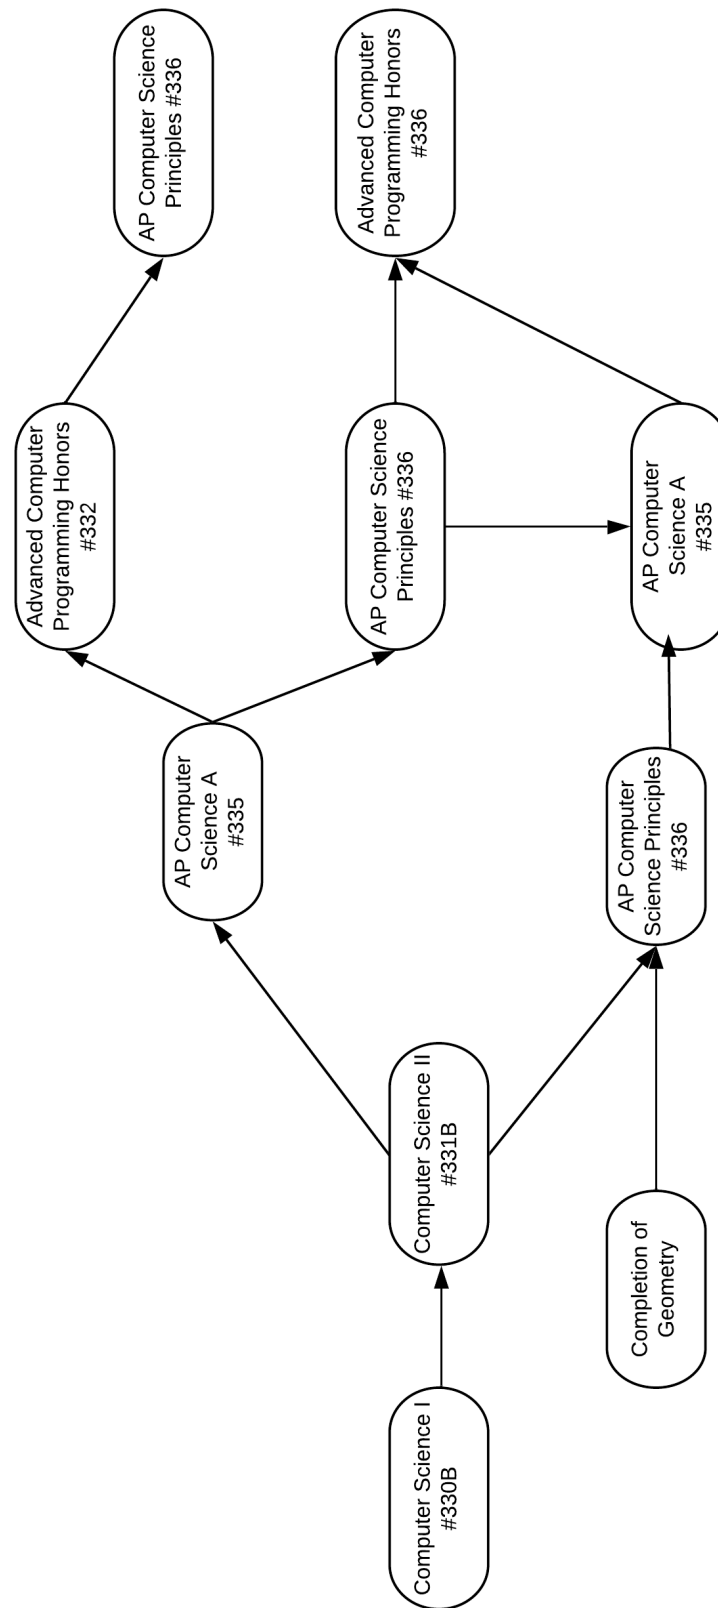 Computer Science I
#330B
Computer Science II
#331B
Completion of
Geometry
AP Computer
Science A
#335
AP Computer
Science Principles
#336
Advanced Computer
Programming Honors
#332
AP Computer Science
Principles #336
AP Computer
Science A
#335
AP Computer Science
Principles #336
Advanced Computer
Programming Honors
#336